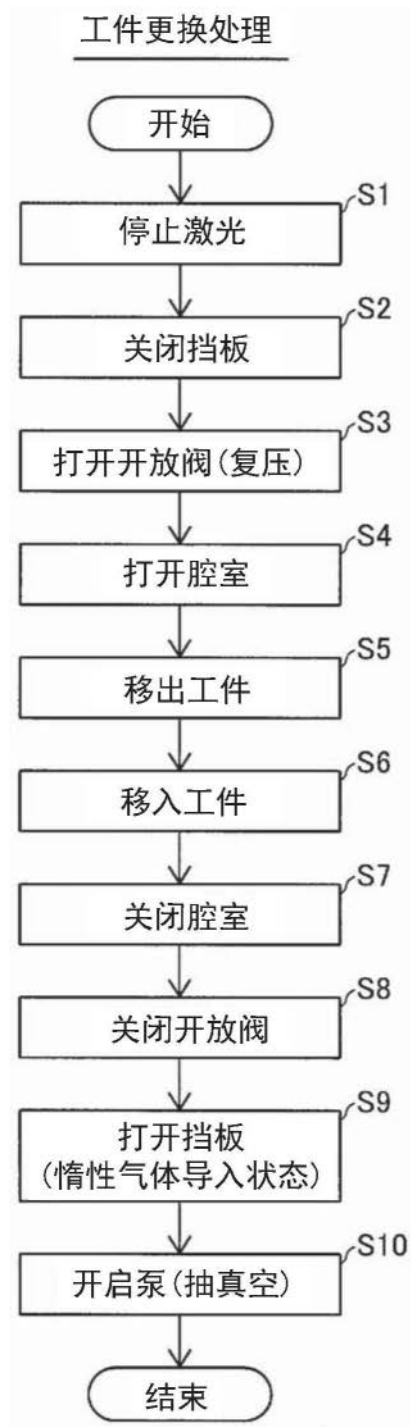 工件更换处理
开始
S1
停止激光
S2
关闭挡板
S3
打开开放阀(复压)
S4
打开腔室
S5
移出工件
S6
移入工件
S7
关闭腔室
S8
关闭开放阀
S9
打开挡板
(惰性气体导入状态)
S10
开启泵(抽真空)
结束